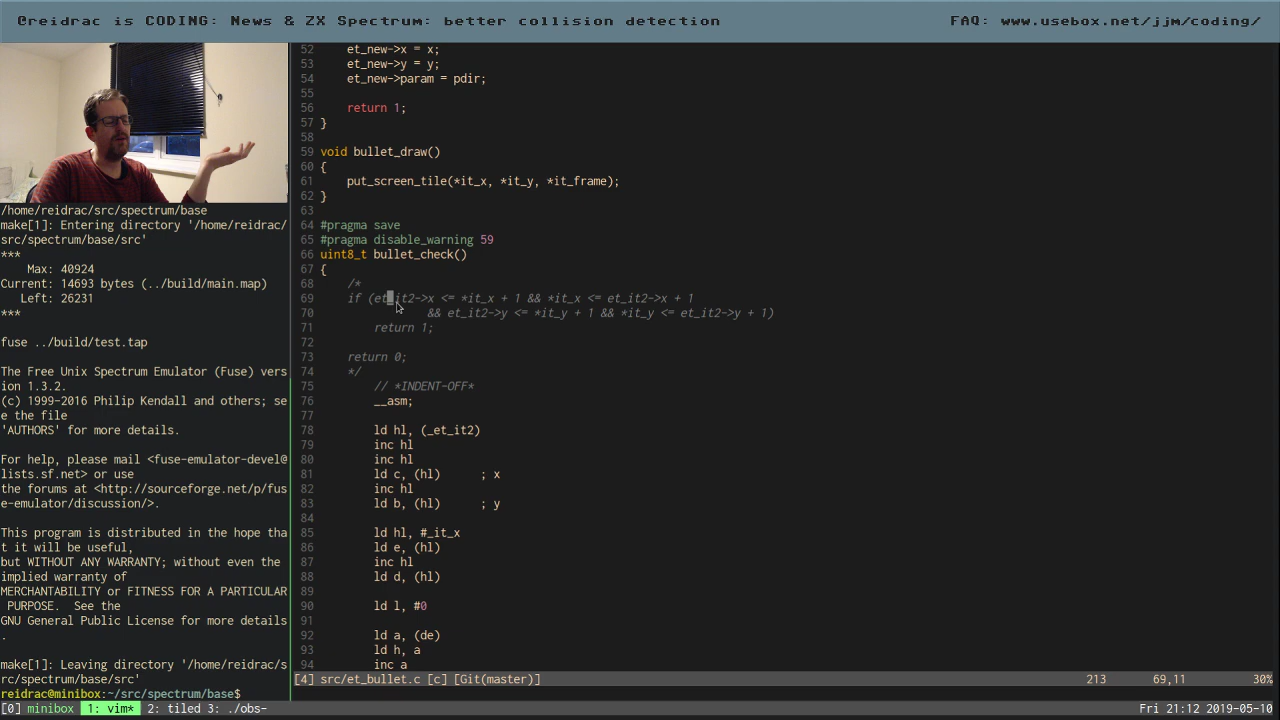 @reidrac is CODING: News & ZX Spectrum: better collision detection
FAQ: www.usebox.net/jjm/coding/
/home/reidrac/src/spectrum/base
make[1]: Entering directory '/home/reidrac/
src/spectrum/base/src'
***
    Max: 40924
Current: 14693 bytes (../build/main.map)
   Left: 26231
***
fuse ../build/test.tap
The Free Unix Spectrum Emulator (Fuse) vers
ion 1.3.2.
(c) 1999-2016 Philip Kendall and others; se
e the file
'AUTHORS' for more details.
For help, please mail <fuse-emulator-devel@
lists.sf.net> or use
the forums at <http://sourceforge.net/p/fus
e-emulator/discussion/>.
This program is distributed in the hope tha
t it will be useful,
but WITHOUT ANY WARRANTY; without even the
implied warranty of
MERCHANTABILITY or FITNESS FOR A PARTICULAR
 PURPOSE.  See the
GNU General Public License for more details
.
make[1]: Leaving directory '/home/reidrac/s
rc/spectrum/base/src'
reidrac@minibox:~/src/spectrum/base$
52     et_new->x = x;
53     et_new->y = y;
54     et_new->param = pdir;
55
56     return 1;
57 }
58
59 void bullet_draw()
60 {
61     put_screen_tile(*it_x, *it_y, *it_frame);
62 }
63
64 #pragma save
65 #pragma disable_warning 59
66 uint8_t bullet_check()
67 {
68     /*
69     if (et_it2->x <= *it_x + 1 && *it_x <= et_it2->x + 1
70                 && et_it2->y <= *it_y + 1 && *it_y <= et_it2->y + 1)
71         return 1;
72
73     return 0;
74     */
75         // *INDENT-OFF*
76         __asm;
77
78         ld hl, (_et_it2)
79         inc hl
80         inc hl
81         ld c, (hl)      ; x
82         inc hl
83         ld b, (hl)      ; y
84
85         ld hl, #_it_x
86         ld e, (hl)
87         inc hl
88         ld d, (hl)
89
90         ld l, #0
91
92         ld a, (de)
93         ld h, a
94         inc a
[4] src/et_bullet.c [c] [Git(master)] 213 69,11 30%
[0] minibox 1: vim* 2: tiled 3: ./obs- Fri 21:12 2019-05-10